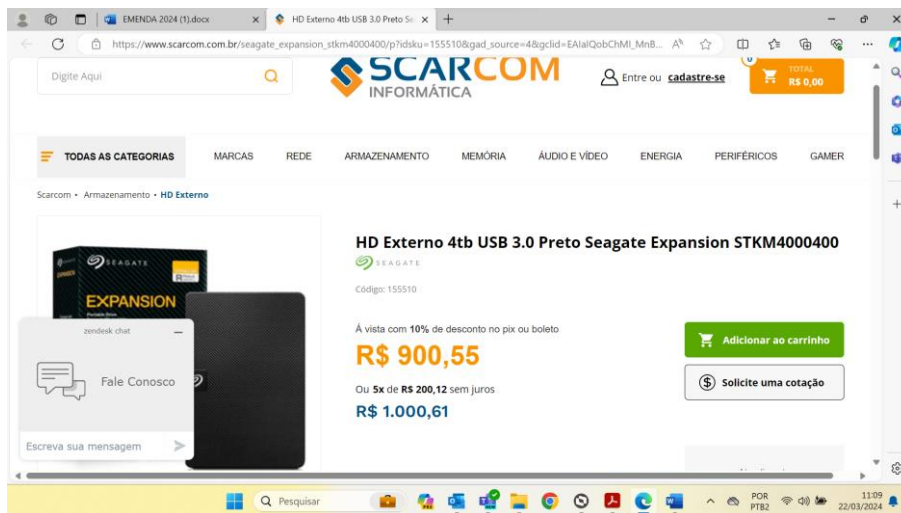 EMENDA 2024 (1).docx
HD Externo 4tb USB 3.0 Preto Se
https://www.scarcom.com.br/seagate_expansion_stkm4000400/p?idsku=155510&gad_source=4&gclid=EAIaIQobChMI_MnB...
Digite Aqui
SCARCOM
INFORMÁTICA
Entre ou cadastre-se
0
TOTAL
R$ 0,00
TODAS AS CATEGORIAS
MARCAS
REDE
ARMAZENAMENTO
MEMÓRIA
ÁUDIO E VÍDEO
ENERGIA
PERIFÉRICOS
GAMER
Scarcom • Armazenamento • HD Externo
SEAGATE
EXPANSION
HD Externo 4tb USB 3.0 Preto Seagate Expansion STKM4000400
SEAGATE
Código: 155510
À vista com 10% de desconto no pix ou boleto
R$ 900,55
Ou 5x de R$ 200,12 sem juros
R$ 1.000,61
Adicionar ao carrinho
Solicite uma cotação
zendesk chat
Fale Conosco
Escreva sua mensagem
Pesquisar
POR
PTB2
11:09
22/03/2024